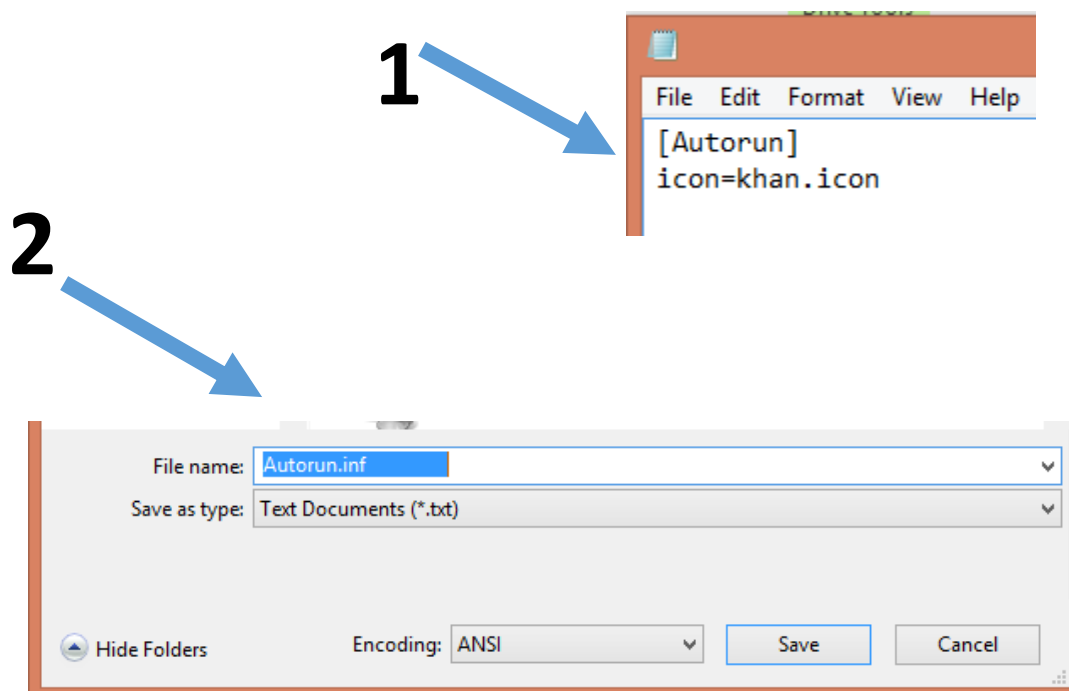 1
File Edit Format View Help
[Autorun]
icon=khan.icon
2
File name: Autorun.inf
Save as type: Text Documents (*.txt)
Hide Folders Encoding: ANSI Save Cancel